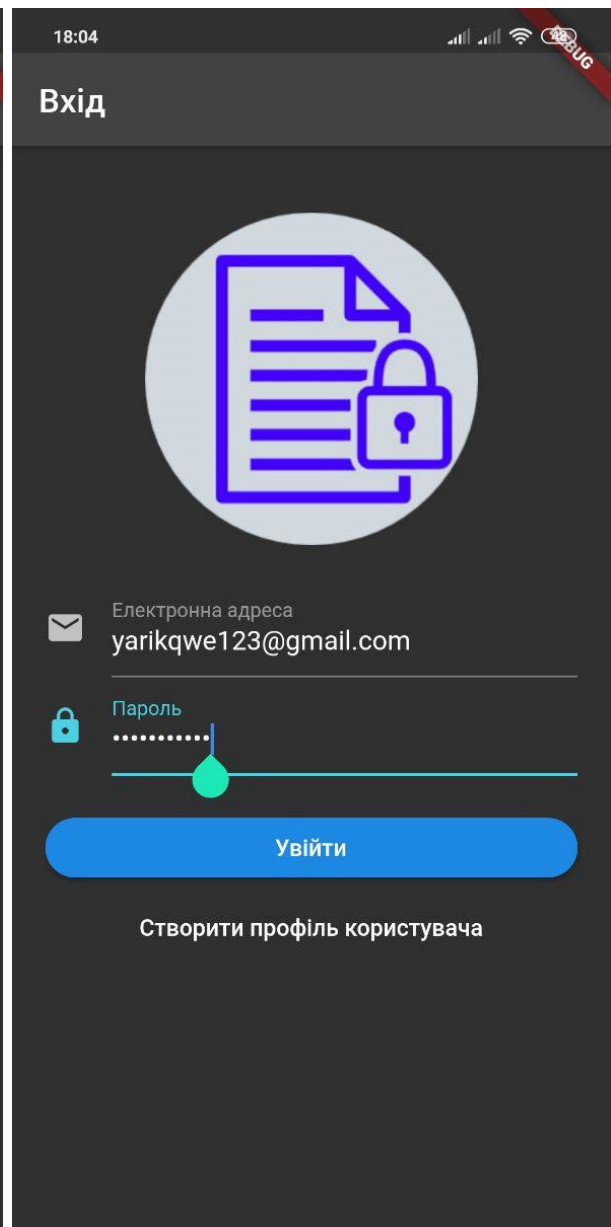 18:04
DEBUG
Вхід
Електронна адреса
yarikqwe123@gmail.com
Пароль
•••••••••••
Увійти
Створити профіль користувача